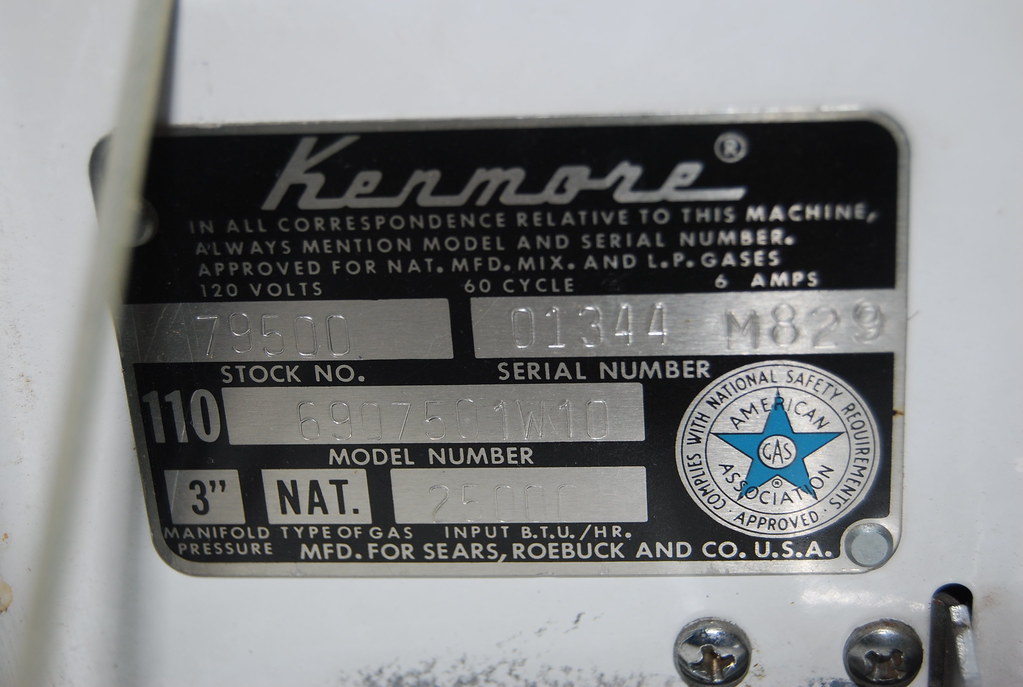 Kenmore®
IN ALL CORRESPONDENCE RELATIVE TO THIS MACHINE,
ALWAYS MENTION MODEL AND SERIAL NUMBER.
APPROVED FOR NAT. MFD. MIX. AND L.P. GASES
120 VOLTS 60 CYCLE 6 AMPS
01344 M829
STOCK NO. SERIAL NUMBER
110 6907501W10
MODEL NUMBER
3" NAT. 25000
MANIFOLD PRESSURE TYPE OF GAS INPUT B.T.U./HR.
MFD. FOR SEARS, ROEBUCK AND CO. U.S.A.
COMPLIES WITH NATIONAL SAFETY REQUIREMENTS
AMERICAN
GAS
®
ASSOCIATION
· APPROVED ·